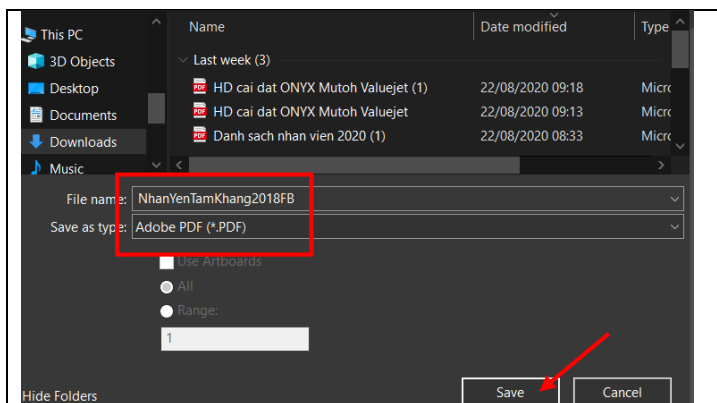 Name Date modified Type
This PC
Last week (3)
3D Objects
HD cai dat ONYX Mutoh Valuejet (1) 22/08/2020 09:18 Micro
Desktop
HD cai dat ONYX Mutoh Valuejet 22/08/2020 09:13 Micro
Documents
Danh sach nhan vien 2020 (1) 22/08/2020 08:33 Micro
Downloads
Music
File name: NhanYenTamKhang2018FB
Save as type: Adobe PDF (*.PDF)
Use Artboards
All
Range:
1
Hide Folders Save Cancel